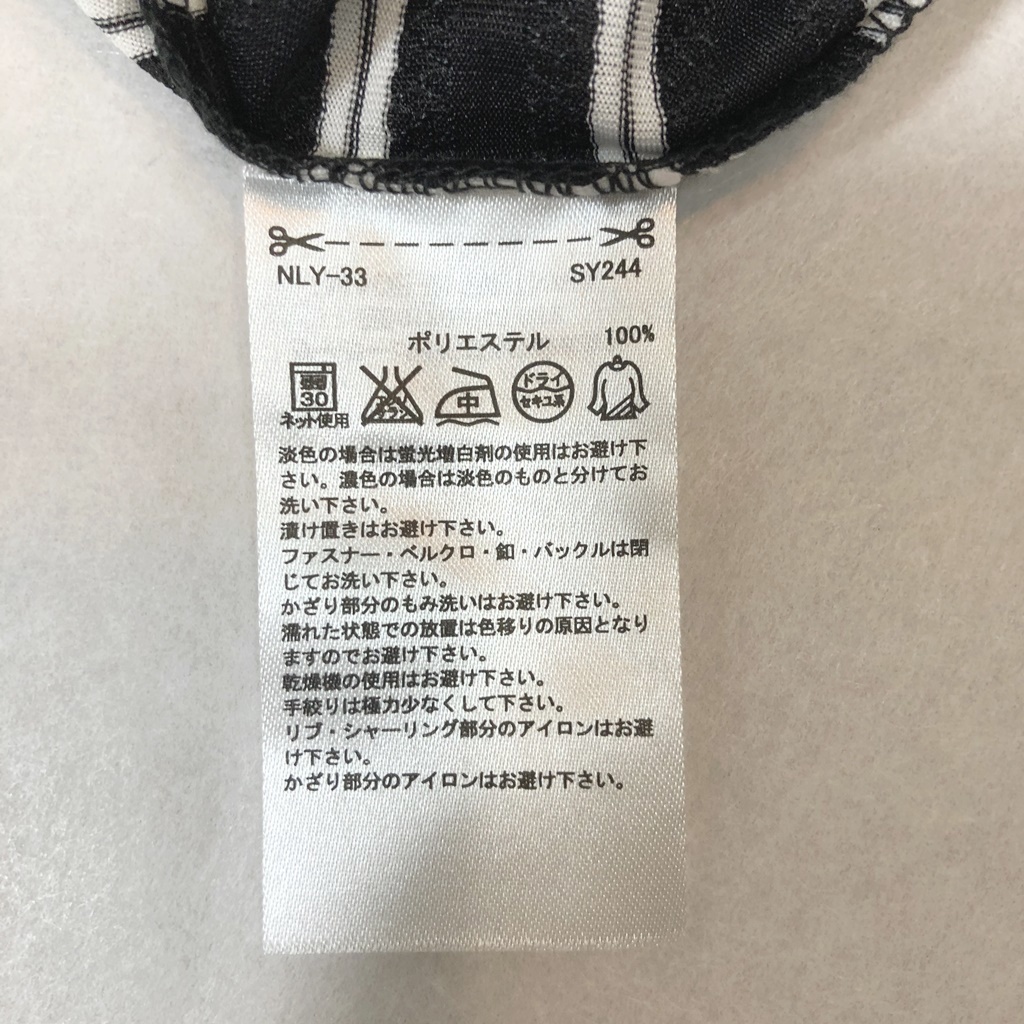 NLY-33 SY244
ポリエステル 100%
弱 30 中 ドライ セキユ系
ネット使用
淡色の場合は蛍光増白剤の使用はお避け下
さい。濃色の場合は淡色のものと分けてお
洗い下さい。
漬け置きはお避け下さい。
ファスナー・ベルクロ・釦・バックルは閉
じてお洗い下さい。
かざり部分のもみ洗いはお避け下さい。
濡れた状態での放置は色移りの原因となり
ますのでお避け下さい。
乾燥機の使用はお避け下さい。
手絞りは極力少なくして下さい。
リブ・シャーリング部分のアイロンはお避
け下さい。
かざり部分のアイロンはお避け下さい。